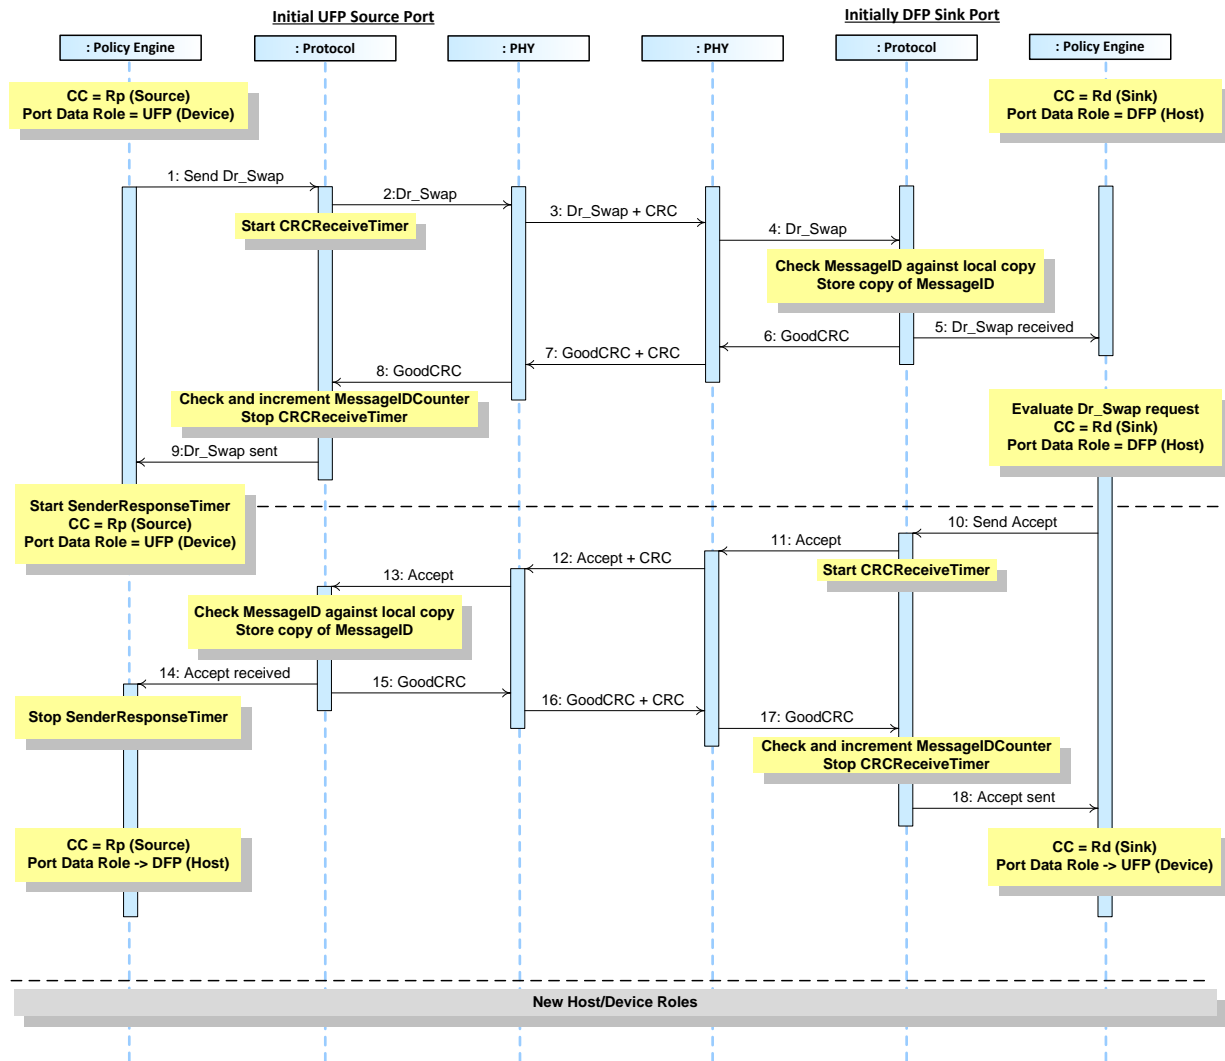 Initial UFP Source Port
Initially DFP Sink Port
: Policy Engine
: Protocol
: PHY
: PHY
: Protocol
: Policy Engine
CC = Rp (Source)
Port Data Role = UFP (Device)
CC = Rd (Sink)
Port Data Role = DFP (Host)
1: Send Dr_Swap
2:Dr_Swap
Start CRCReceiveTimer
3: Dr_Swap + CRC
4: Dr_Swap
Check MessageID against local copy
Store copy of MessageID
5: Dr_Swap received
6: GoodCRC
7: GoodCRC + CRC
8: GoodCRC
Check and increment MessageIDCounter
Stop CRCReceiveTimer
Evaluate Dr_Swap request
CC = Rd (Sink)
Port Data Role = DFP (Host)
9:Dr_Swap sent
Start SenderResponseTimer
CC = Rp (Source)
Port Data Role = UFP (Device)
10: Send Accept
11: Accept
Start CRCReceiveTimer
12: Accept + CRC
13: Accept
Check MessageID against local copy
Store copy of MessageID
14: Accept received
15: GoodCRC
Stop SenderResponseTimer
16: GoodCRC + CRC
17: GoodCRC
Check and increment MessageIDCounter
Stop CRCReceiveTimer
18: Accept sent
CC = Rp (Source)
Port Data Role -> DFP (Host)
CC = Rd (Sink)
Port Data Role -> UFP (Device)
New Host/Device Roles